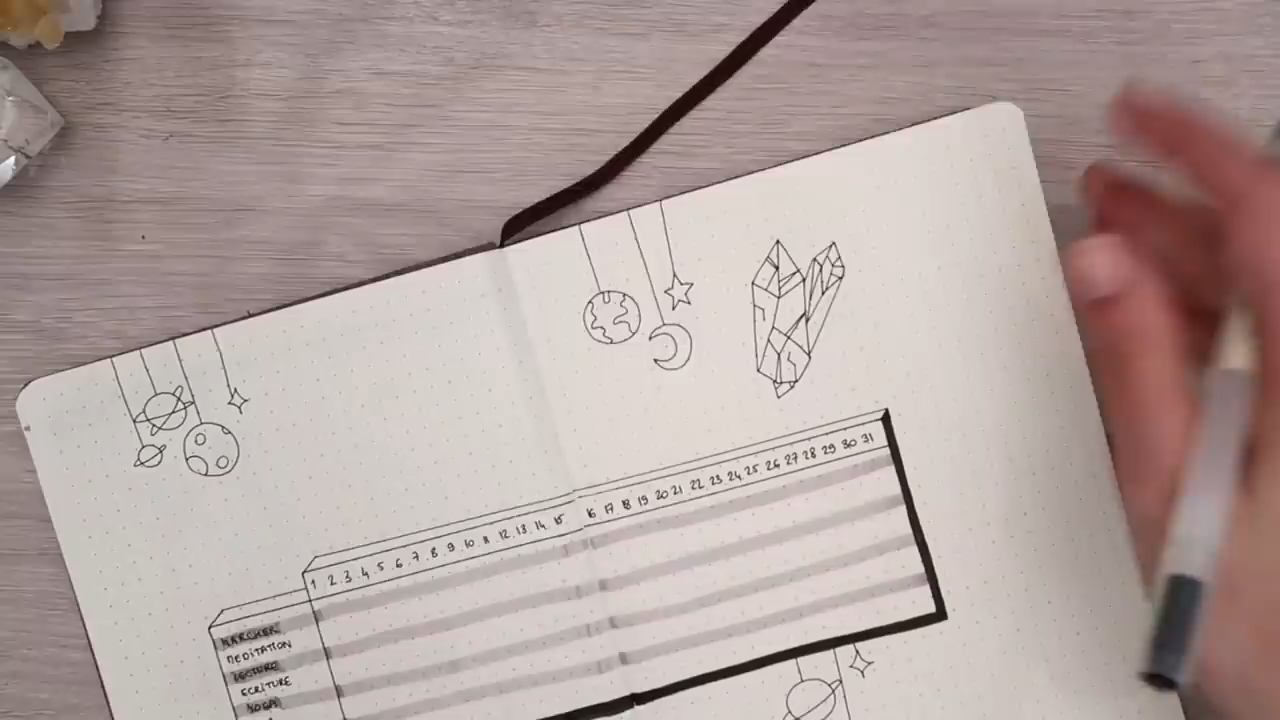 1 2 3 4 5 6 7 8 9 10 11 12 13 14 15 16 17 18 19 20 21 22 23 24 25 26 27 28 29 30 31
MARCHER
MEDITATION
LECTURE
ECRITURE
YOGA